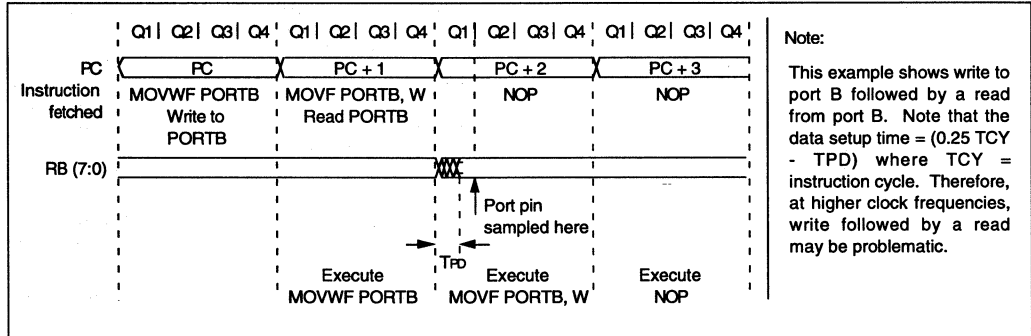 Q1| Q2| Q3| Q4 Q1| Q2| Q3| Q4 Q1| Q2| Q3| Q4 Q1| Q2| Q3| Q4
PC PC PC + 1 PC + 2 PC + 3
Instruction fetched
MOVWF PORTB
Write to
PORTB
MOVF PORTB, W
Read PORTB
NOP
NOP
RB (7:0)
Port pin
sampled here
TPD
Execute
MOVWF PORTB
Execute
MOVF PORTB, W
Execute
NOP
Note:
This example shows write to
port B followed by a read
from port B. Note that the
data setup time = (0.25 TCY
- TPD) where TCY =
instruction cycle. Therefore,
at higher clock frequencies,
write followed by a read
may be problematic.